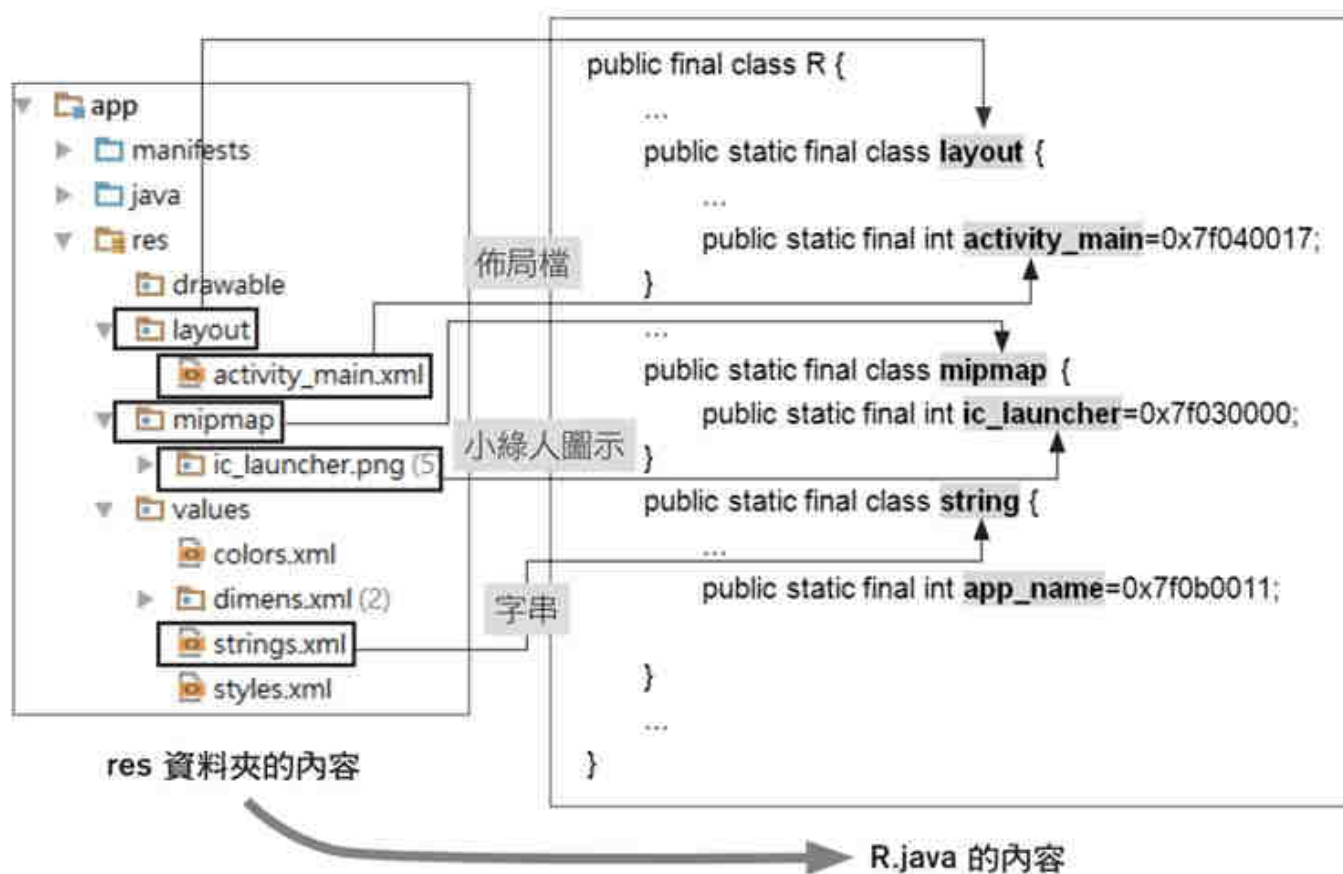 app
manifests
java
res
drawable
layout
activity_main.xml
mipmap
ic_launcher.png (5)
values
colors.xml
dimens.xml (2)
strings.xml
styles.xml
res 資料夾的內容
佈局檔
小綠人圖示
字串
public final class R {
...
public static final class layout {
...
public static final int activity_main=0x7f040017;
}
...
public static final class mipmap {
public static final int ic_launcher=0x7f030000;
}
public static final class string {
...
public static final int app_name=0x7f0b0011;
}
...
}
R.java 的內容